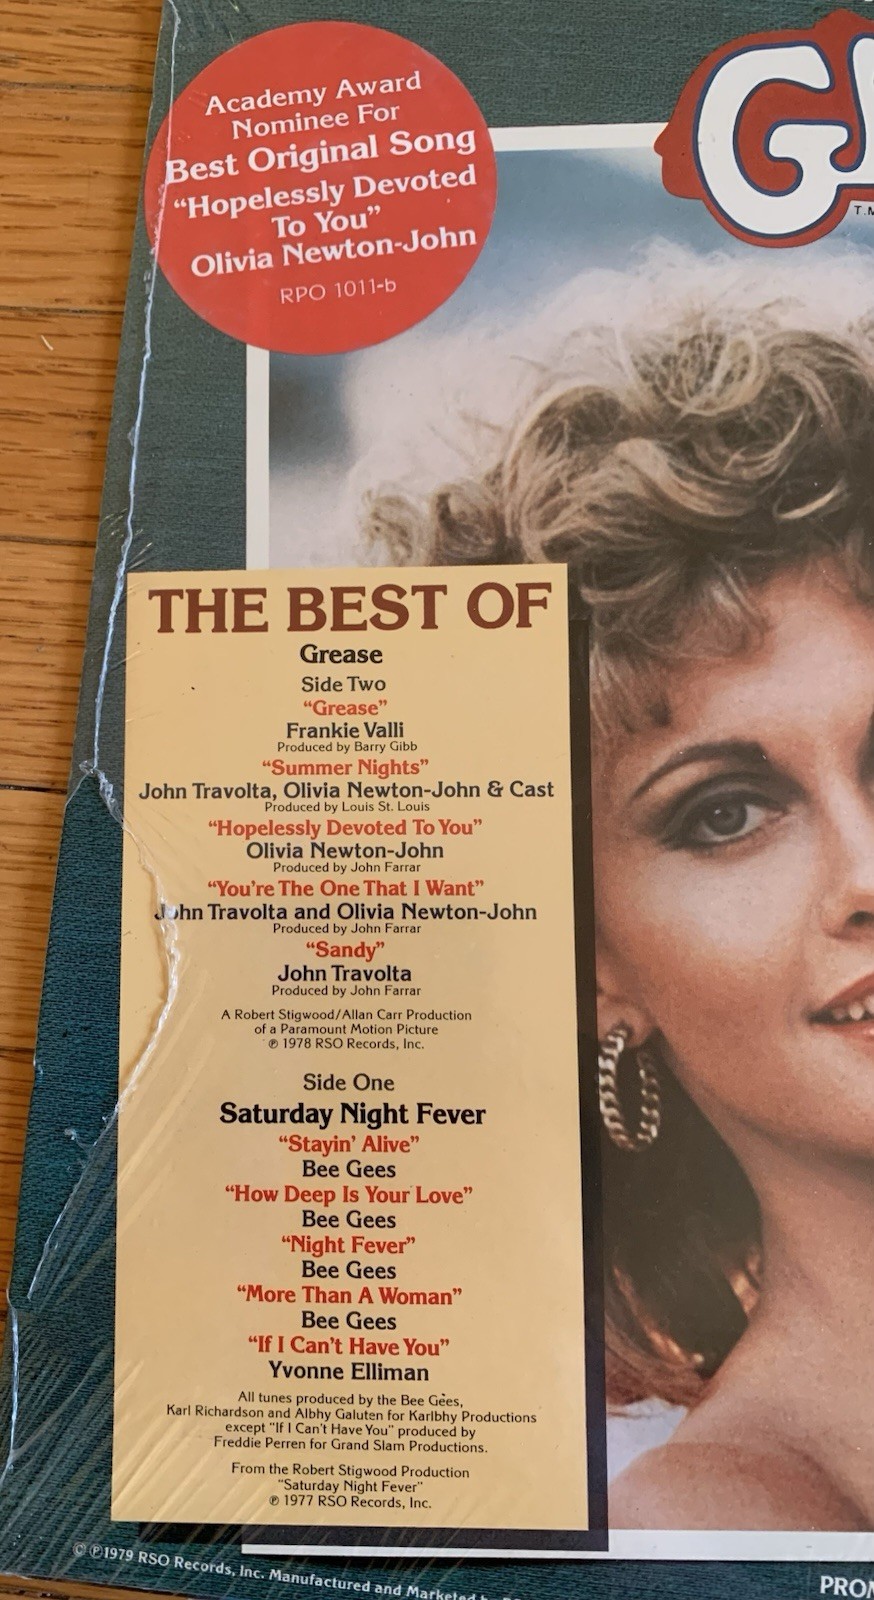 Academy Award
Nominee For
Best Original Song
“Hopelessly Devoted
To You”
Olivia Newton-John
RPO 1011-b
T.M
THE BEST OF
Grease
Side Two
“Grease”
Frankie Valli
Produced by Barry Gibb
“Summer Nights”
John Travolta, Olivia Newton-John & Cast
Produced by Louis St. Louis
“Hopelessly Devoted To You”
Olivia Newton-John
Produced by John Farrar
“You're The One That I Want”
John Travolta and Olivia Newton-John
Produced by John Farrar
“Sandy”
John Travolta
Produced by John Farrar
A Robert Stigwood/Allan Carr Production
of a Paramount Motion Picture
℗ 1978 RSO Records, Inc.
Side One
Saturday Night Fever
“Stayin' Alive”
Bee Gees
“How Deep Is Your Love”
Bee Gees
“Night Fever”
Bee Gees
“More Than A Woman”
Bee Gees
“If I Can't Have You”
Yvonne Elliman
All tunes produced by the Bee Gees,
Karl Richardson and Albhy Galuten for Karlbhy Productions
except "If I Can't Have You" produced by
Freddie Perren for Grand Slam Productions.
From the Robert Stigwood Production
"Saturday Night Fever"
℗ 1977 RSO Records, Inc.
© ℗ 1979 RSO Records, Inc. Manufactured and Marketed